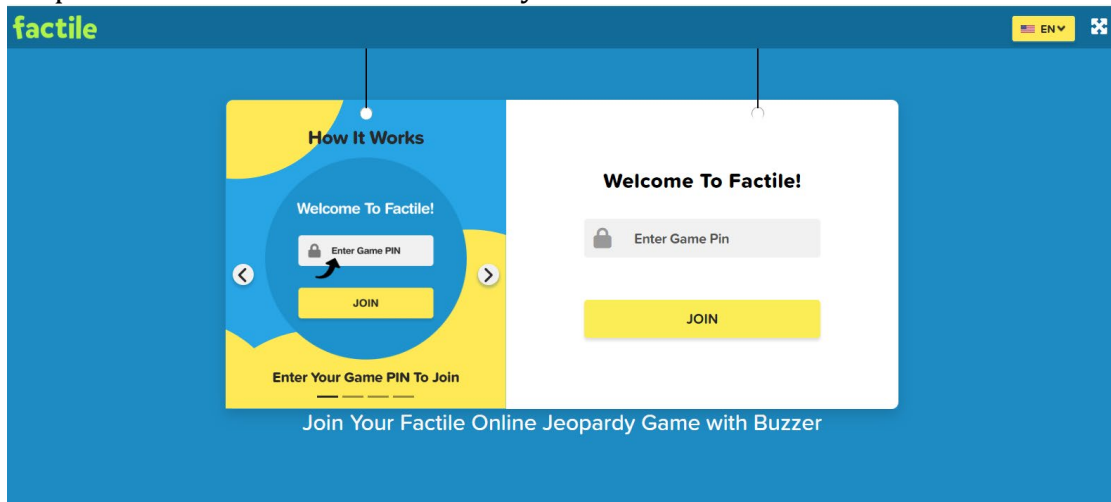 factile
EN
How It Works
Welcome To Factile!
Enter Game PIN
JOIN
Enter Your Game PIN To Join
Welcome To Factile!
Enter Game Pin
JOIN
Join Your Factile Online Jeopardy Game with Buzzer